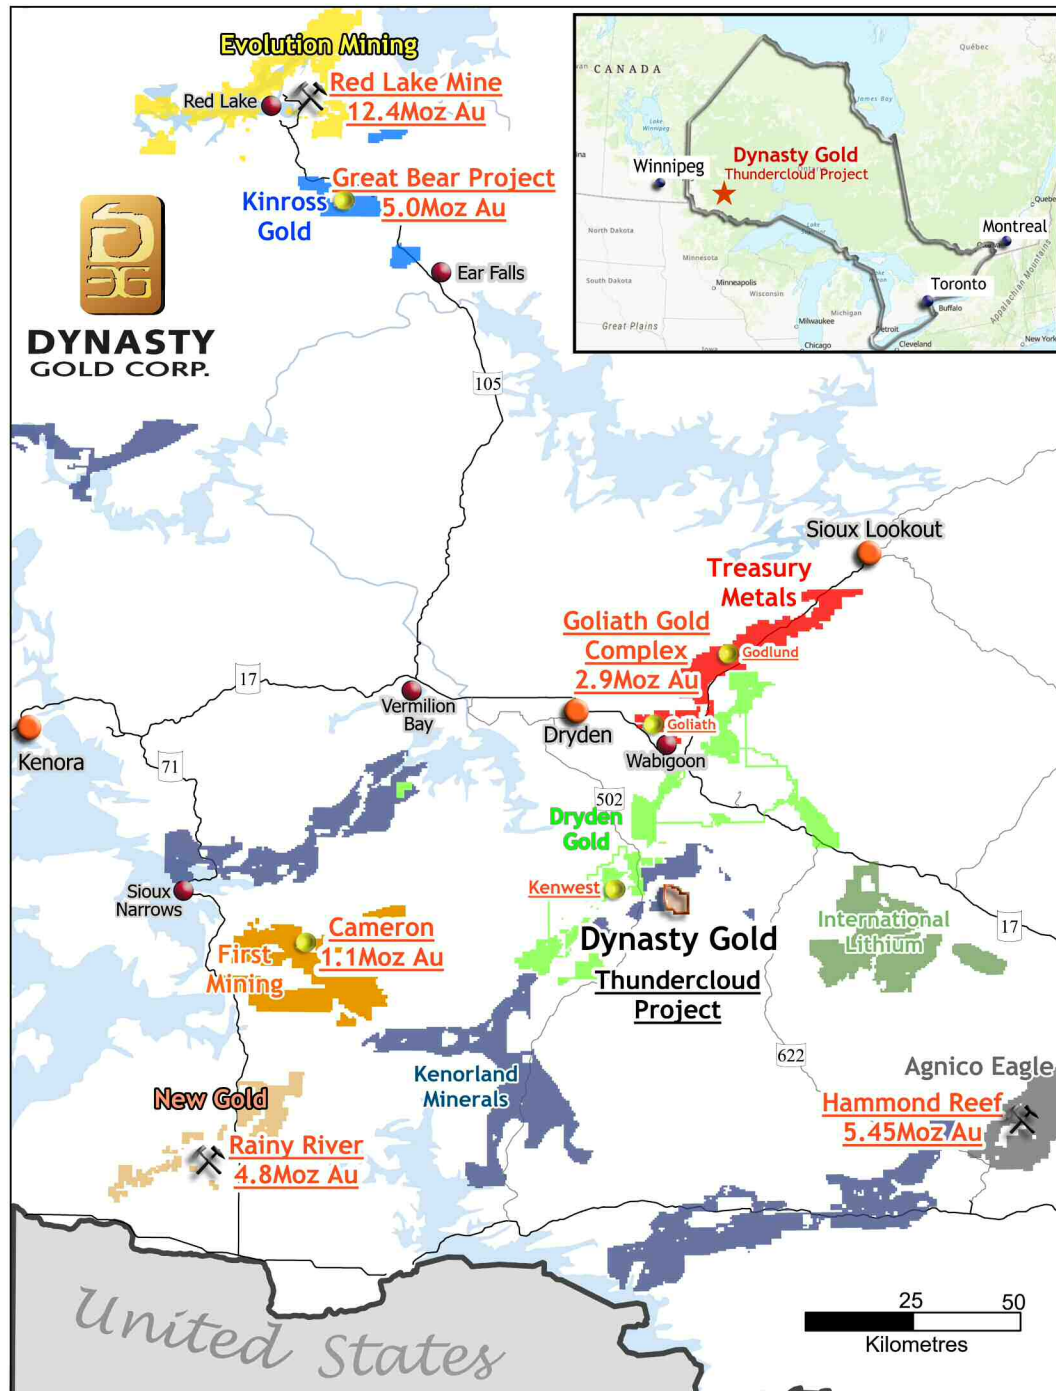 Evolution Mining
Red Lake
Red Lake Mine
12.4Moz Au
Great Bear Project
5.0Moz Au
Kinross
Gold
Ear Falls
DYNASTY
GOLD CORP.
CANADA
Québec
James Bay
Lake
Winnipeg
Winnipeg
Ontario
Dynasty Gold
Thundercloud Project
North Dakota
Minnesota
South Dakota
Minneapolis
Wisconsin
Great Plains
Milwaukee
Michigan
Chicago
Detroit
Cleveland
Buffalo
Toronto
Montreal
Appalachian Mountains
New York
105
Sioux Lookout
Treasury
Metals
Goliath Gold
Complex
2.9Moz Au
Godlund
Goliath
17
Vermilion
Bay
Dryden
Wabigoon
Kenora
71
502
Dryden
Gold
Kenwest
Sioux
Narrows
International
Lithium
17
Cameron
1.1Moz Au
First
Mining
Dynasty Gold
Thundercloud
Project
622
Kenorland
Minerals
Agnico Eagle
Hammond Reef
5.45Moz Au
New Gold
Rainy River
4.8Moz Au
United States
25 50
Kilometres